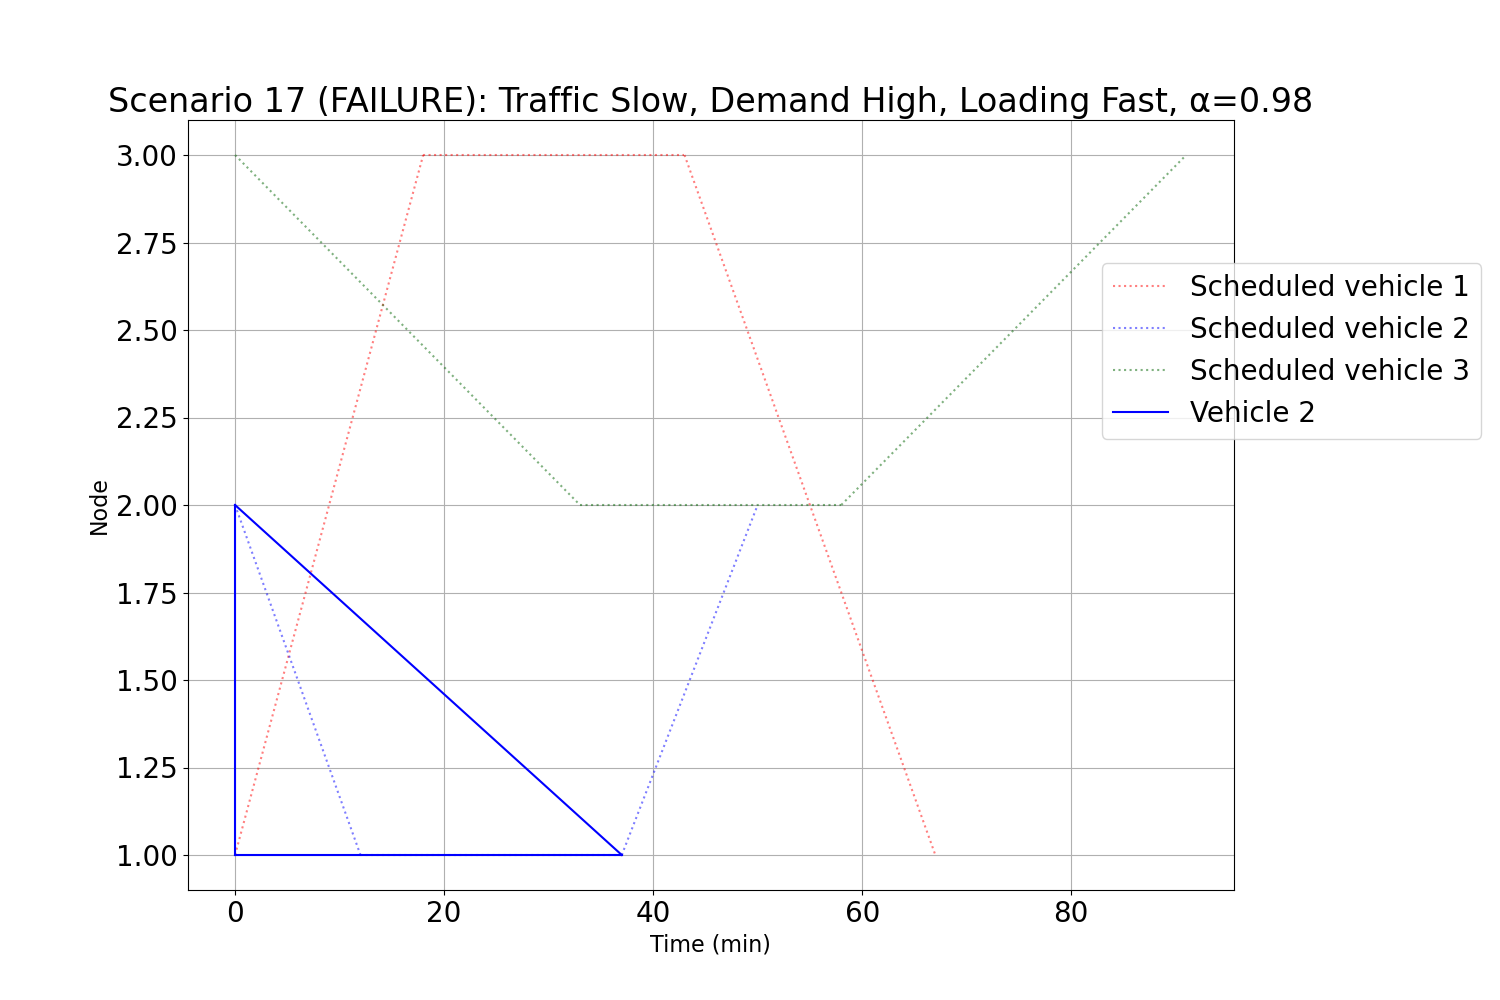 Scenario 17 (FAILURE): Traffic Slow, Demand High, Loading Fast, α=0.98
3.00
2.75
2.50
2.25
2.00
1.75
1.50
1.25
1.00
Node
0
20
40
60
80
Time (min)
Scheduled vehicle 1
Scheduled vehicle 2
Scheduled vehicle 3
Vehicle 2